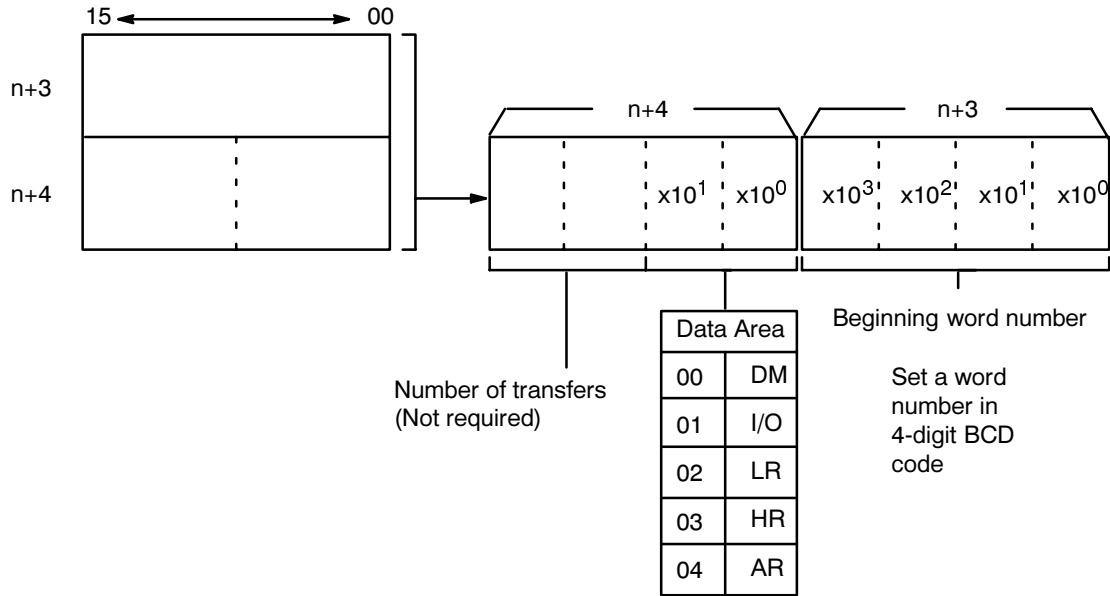 15 00
n+3
n+4
n+4 n+3
x10¹ x10⁰ x10³ x10² x10¹ x10⁰
Data Area
00 DM
01 I/O
02 LR
03 HR
04 AR
Number of transfers
(Not required)
Beginning word number
Set a word
number in
4-digit BCD
code